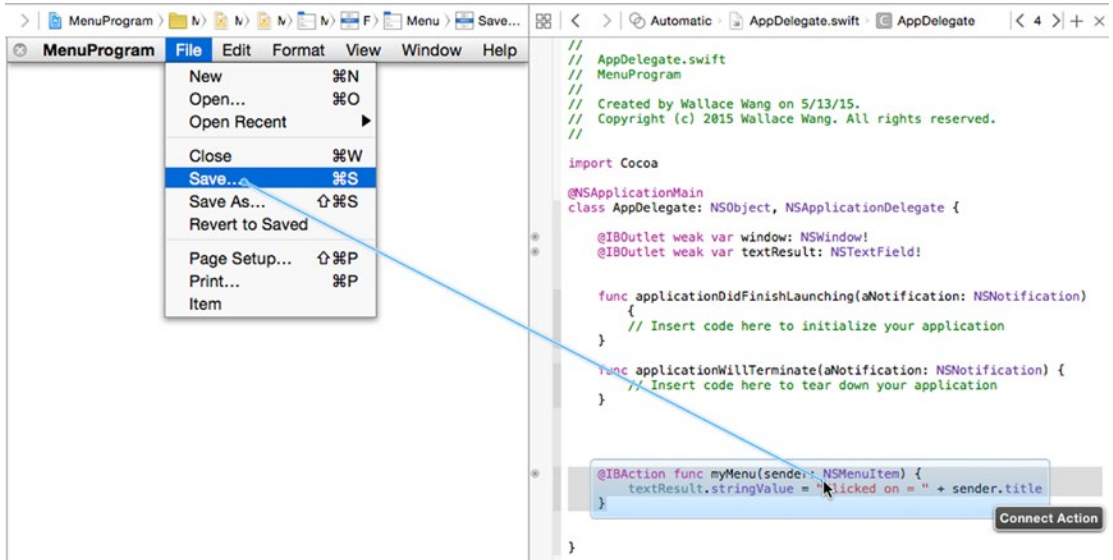 MenuProgram N N N N F Menu Save...
Automatic AppDelegate.swift AppDelegate 4
MenuProgram File Edit Format View Window Help
New ⌘N
Open... ⌘O
Open Recent
Close ⌘W
Save... ⌘S
Save As... ⇧⌘S
Revert to Saved
Page Setup... ⇧⌘P
Print... ⌘P
Item
//
// AppDelegate.swift
// MenuProgram
//
// Created by Wallace Wang on 5/13/15.
// Copyright (c) 2015 Wallace Wang. All rights reserved.
//
import Cocoa
@NSApplicationMain
class AppDelegate: NSObject, NSApplicationDelegate {
@IBOutlet weak var window: NSWindow!
@IBOutlet weak var textResult: NSTextField!
func applicationDidFinishLaunching(aNotification: NSNotification)
{
// Insert code here to initialize your application
}
func applicationWillTerminate(aNotification: NSNotification) {
// Insert code here to tear down your application
}
@IBAction func myMenu(sender: NSMenuItem) {
textResult.stringValue = "Clicked on = " + sender.title
}
Connect Action
}